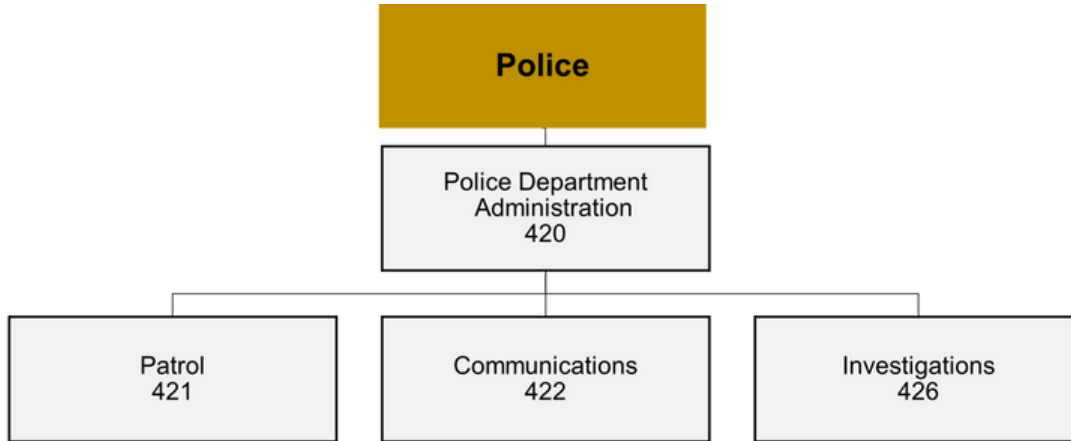 Police
Police Department
Administration
420
Patrol
421
Communications
422
Investigations
426